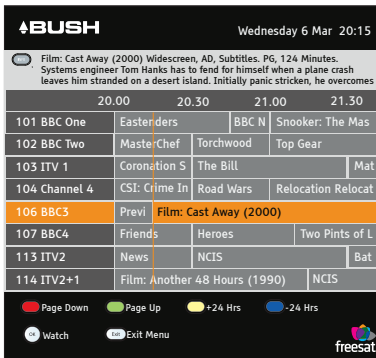 BUSH
Wednesday 6 Mar 20:15
Film: Cast Away (2000) Widescreen, AD, Subtitles. PG, 124 Minutes.
Systems engineer Tom Hanks has to fend for himself when a plane crash
leaves him stranded on a desert island. Initially panic stricken, he overcomes
20.00 20.30 21.00 21.30
101 BBC One Eastenders BBC N Snooker: The Mas
102 BBC Two MasterChef Torchwood Top Gear
103 ITV 1 Coronation S The Bill Mat
104 Channel 4 CSI: Crime In Road Wars Relocation Relocat
106 BBC3 Previ Film: Cast Away (2000)
107 BBC4 Friends Heroes Two Pints of L
113 ITV2 News NCIS Bat
114 ITV2+1 Film: Another 48 Hours (1990) NCIS
Page Down Page Up +24 Hrs -24 Hrs
OK Watch Exit Exit Menu
freesat